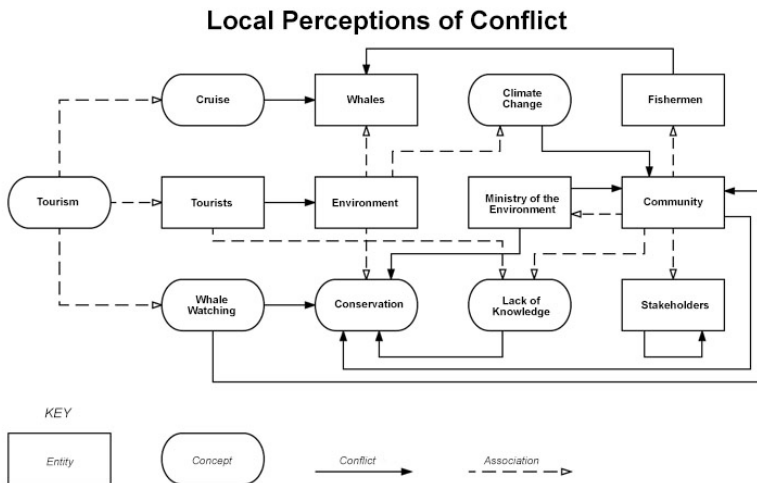 Local Perceptions of Conflict
Cruise
Whales
Climate
Change
Fishermen
Tourism
Tourists
Environment
Ministry of the
Environment
Community
Whale
Watching
Conservation
Lack of
Knowledge
Stakeholders
KEY
Entity
Concept
Conflict
Association